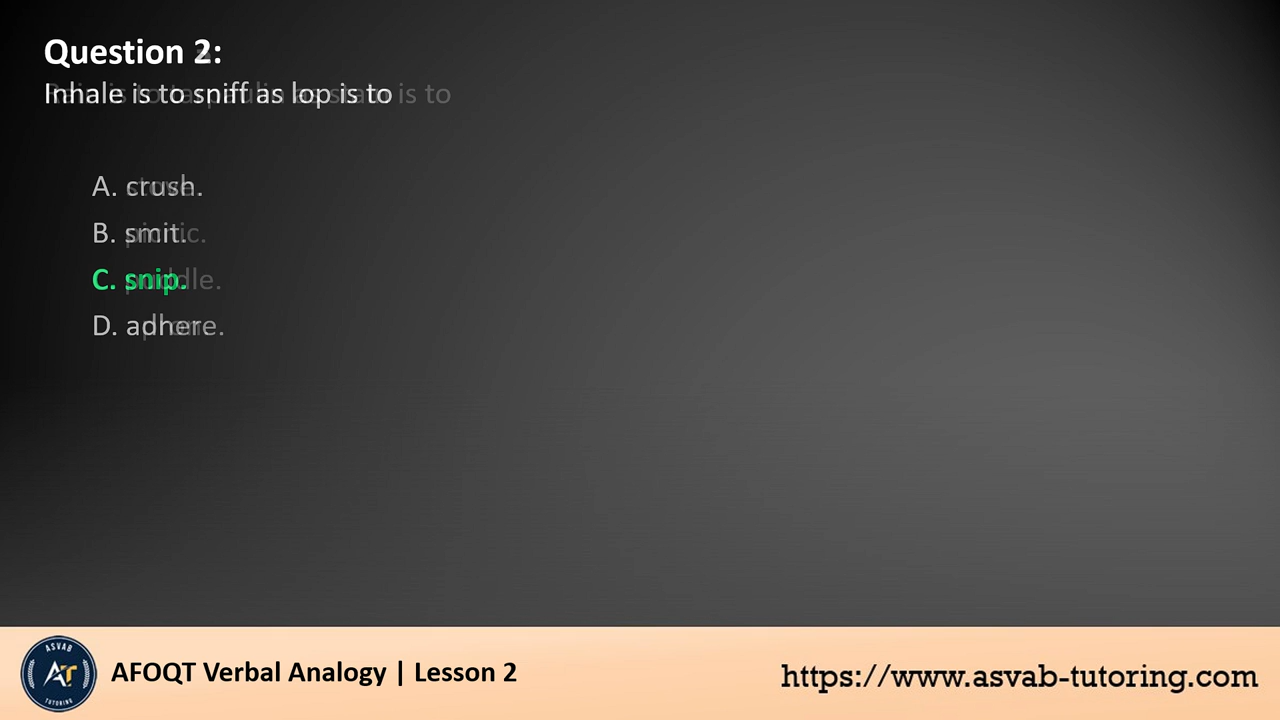 Question 2:
Inhale is to sniff as lop is to
A. crush.
B. smit.
C. snip.
D. adhere.
ASVAB
AT
TUTORING
AFOQT Verbal Analogy | Lesson 2
https://www.asvab-tutoring.com